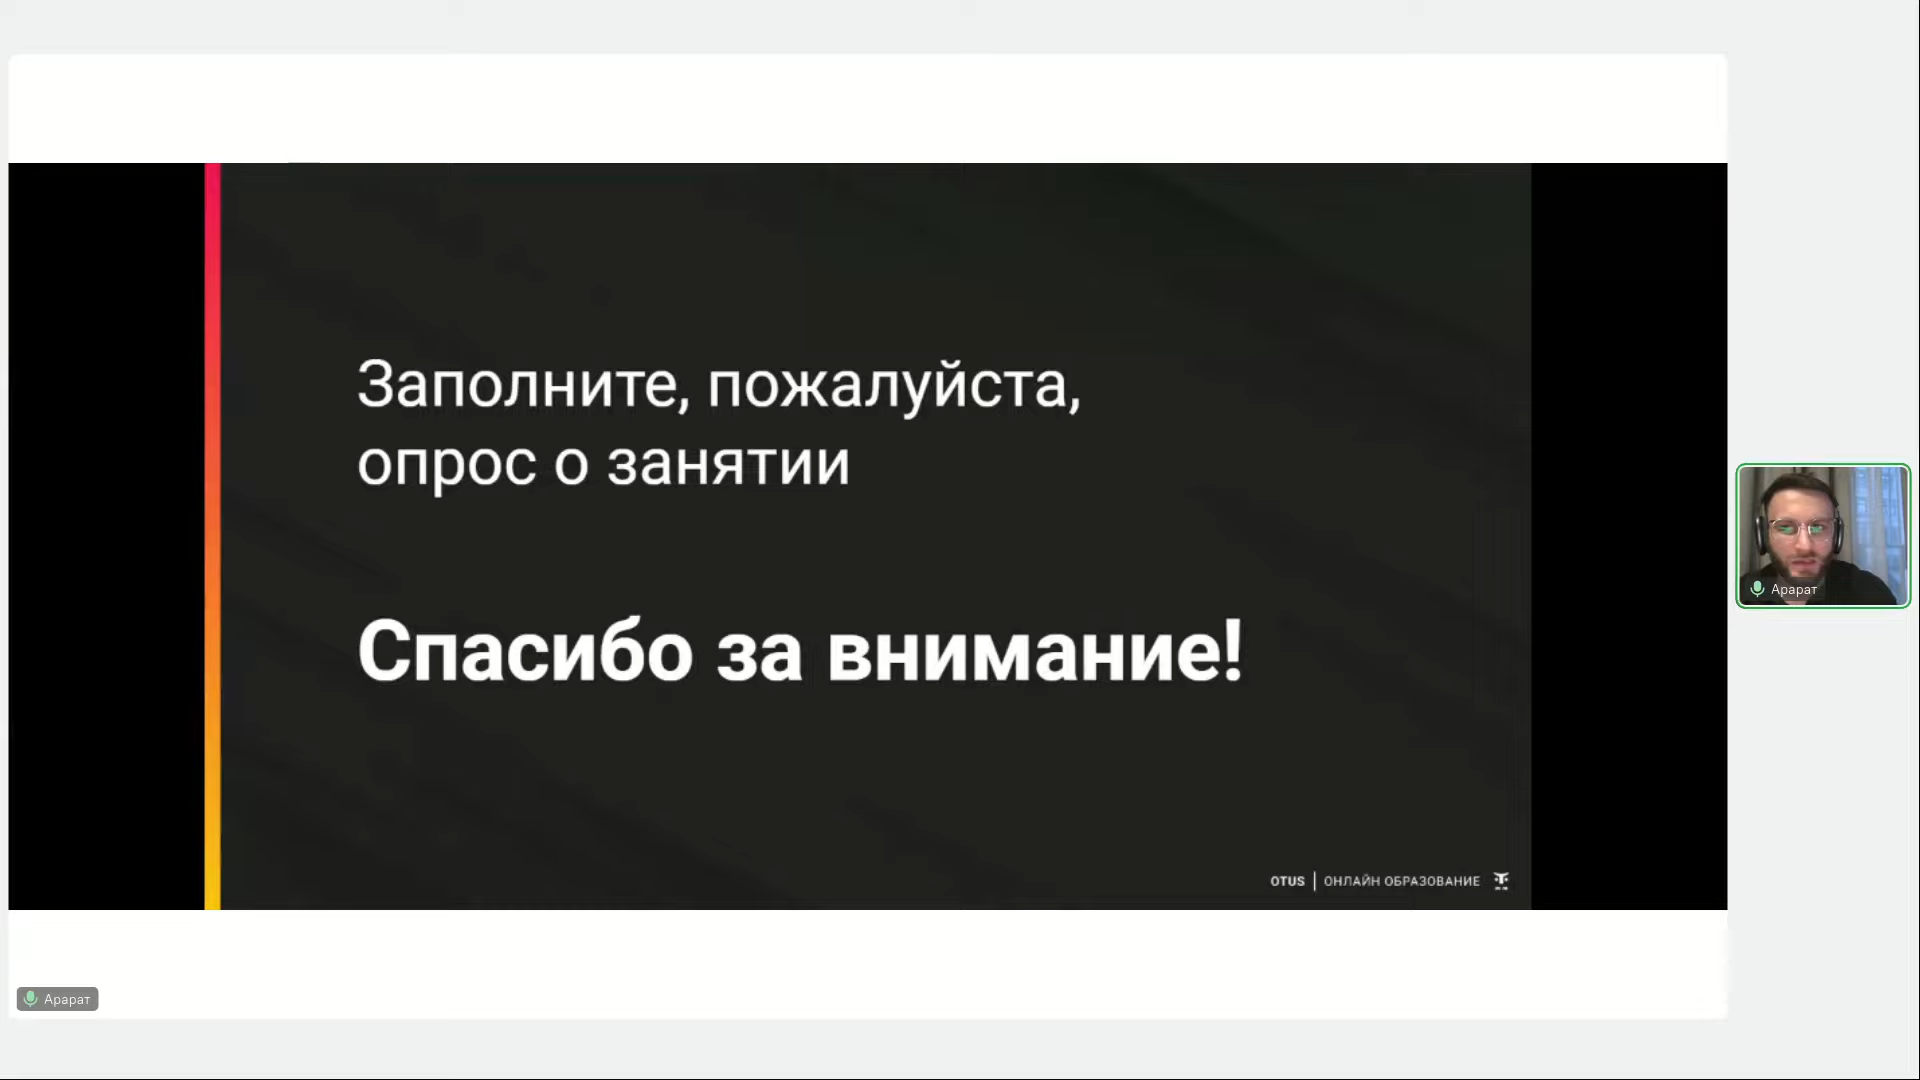 Заполните, пожалуйста,
опрос о занятии
Спасибо за внимание!
OTUS | ОНЛАЙН ОБРАЗОВАНИЕ
Арарат
Арарат